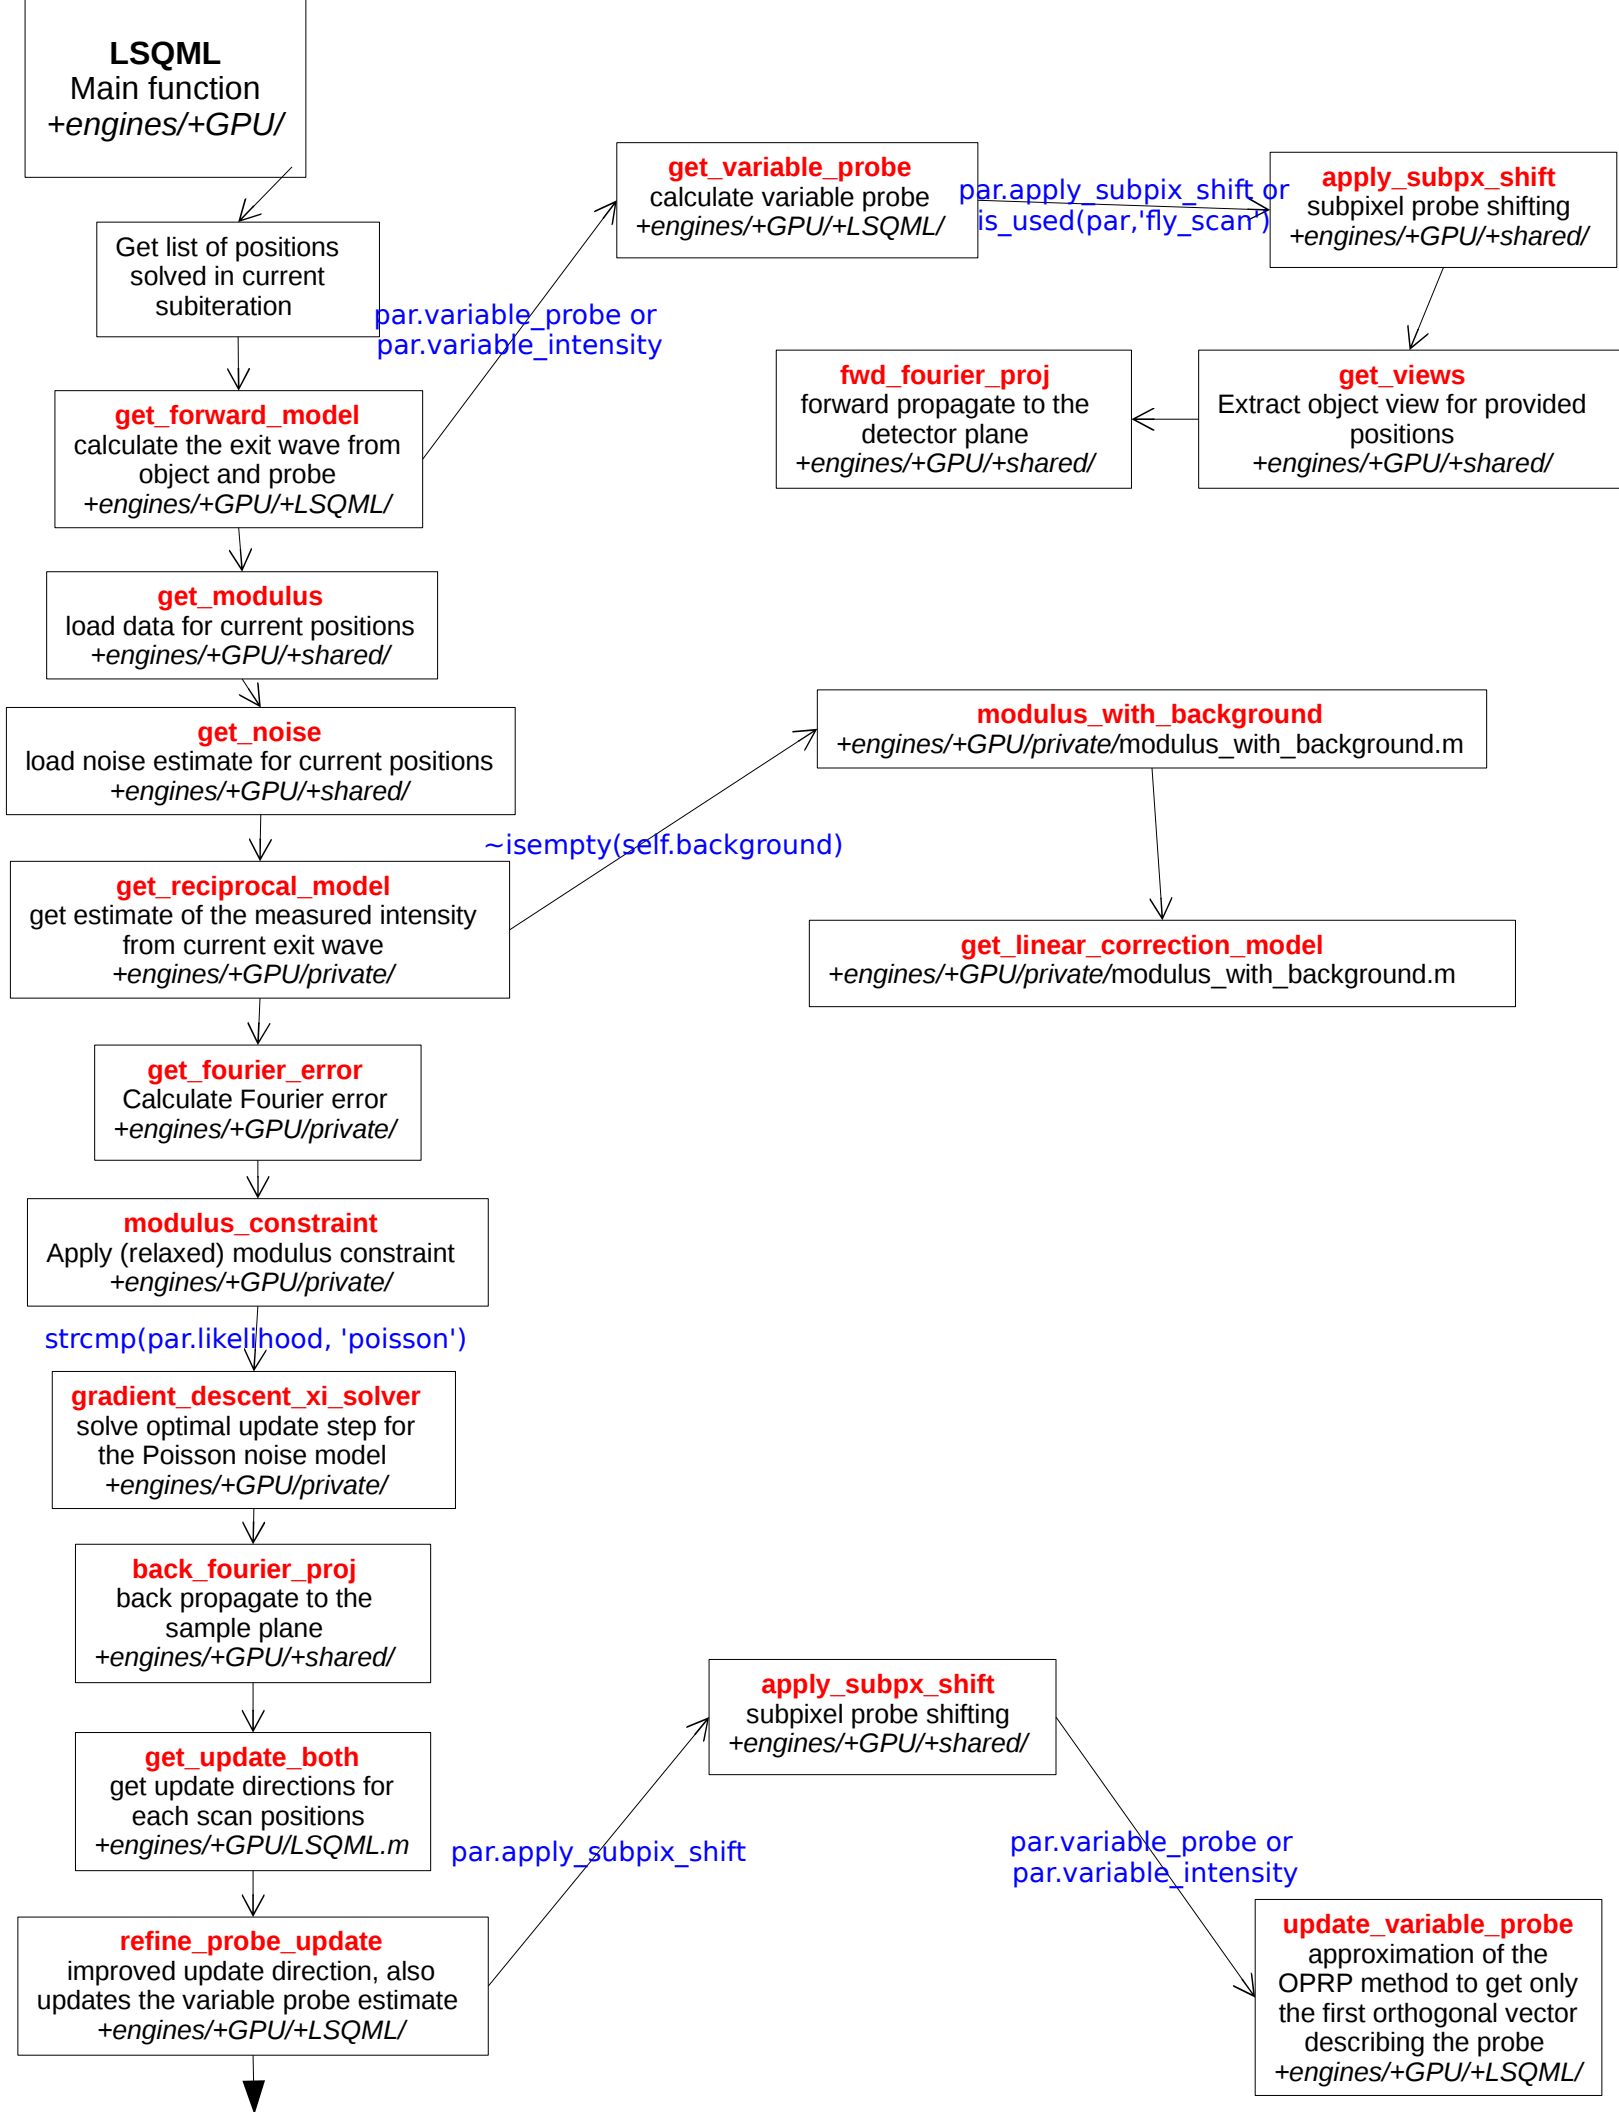 LSQML
Main function
+engines/+GPU/
Get list of positions
solved in current
subiteration
par.variable_probe or
par.variable_intensity
get_variable_probe
calculate variable probe
+engines/+GPU/+LSQML/
par.apply_subpix_shift or
is_used(par,'fly_scan')
apply_subpx_shift
subpixel probe shifting
+engines/+GPU/+shared/
get_views
Extract object view for provided
positions
+engines/+GPU/+shared/
fwd_fourier_proj
forward propagate to the
detector plane
+engines/+GPU/+shared/
get_forward_model
calculate the exit wave from
object and probe
+engines/+GPU/+LSQML/
get_modulus
load data for current positions
+engines/+GPU/+shared/
get_noise
load noise estimate for current positions
+engines/+GPU/+shared/
get_reciprocal_model
get estimate of the measured intensity
from current exit wave
+engines/+GPU/private/
~isempty(self.background)
modulus_with_background
+engines/+GPU/private/modulus_with_background.m
get_linear_correction_model
+engines/+GPU/private/modulus_with_background.m
get_fourier_error
Calculate Fourier error
+engines/+GPU/private/
modulus_constraint
Apply (relaxed) modulus constraint
+engines/+GPU/private/
strcmp(par.likelihood, 'poisson')
gradient_descent_xi_solver
solve optimal update step for
the Poisson noise model
+engines/+GPU/private/
back_fourier_proj
back propagate to the
sample plane
+engines/+GPU/+shared/
get_update_both
get update directions for
each scan positions
+engines/+GPU/LSQML.m
refine_probe_update
improved update direction, also
updates the variable probe estimate
+engines/+GPU/+LSQML/
par.apply_subpix_shift
apply_subpx_shift
subpixel probe shifting
+engines/+GPU/+shared/
par.variable_probe or
par.variable_intensity
update_variable_probe
approximation of the
OPRP method to get only
the first orthogonal vector
describing the probe
+engines/+GPU/+LSQML/